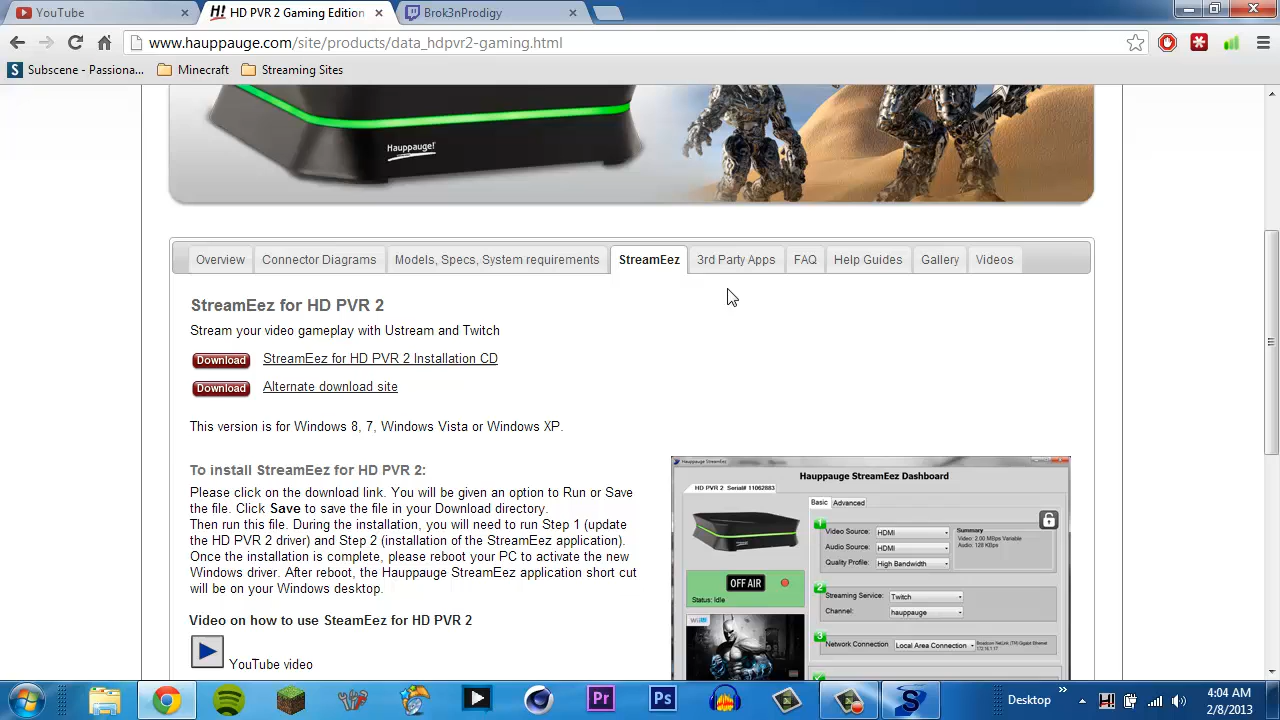 YouTube
HD PVR 2 Gaming Edition
Brok3nProdigy
www.hauppauge.com/site/products/data_hdpvr2-gaming.html
Subscene - Passiona...
Minecraft
Streaming Sites
Hauppauge!
Overview
Connector Diagrams
Models, Specs, System requirements
StreamEez
3rd Party Apps
FAQ
Help Guides
Gallery
Videos
StreamEez for HD PVR 2
Stream your video gameplay with Ustream and Twitch
Download StreamEez for HD PVR 2 Installation CD
Download Alternate download site
This version is for Windows 8, 7, Windows Vista or Windows XP.
To install StreamEez for HD PVR 2:
Please click on the download link. You will be given an option to Run or Save
the file. Click Save to save the file in your Download directory.
Then run this file. During the installation, you will need to run Step 1 (update
the HD PVR 2 driver) and Step 2 (installation of the StreamEez application).
Once the installation is complete, please reboot your PC to activate the new
Windows driver. After reboot, the Hauppauge StreamEez application short cut
will be on your Windows desktop.
Video on how to use SteamEez for HD PVR 2
YouTube video
Hauppauge StreamEez
Hauppauge StreamEez Dashboard
HD PVR 2 Serial# 11062883
Basic Advanced
1
Video Source: HDMI
Audio Source: HDMI
Quality Profile: High Bandwidth
Summary
Video: 2.00 MBps Variable
Audio: 128 KBps
OFF AIR
Status: Idle
2
Streaming Service: Twitch
Channel: hauppauge
WiiU
3
Network Connection Local Area Connection
Pr
Ps
Desktop
4:04 AM
2/8/2013